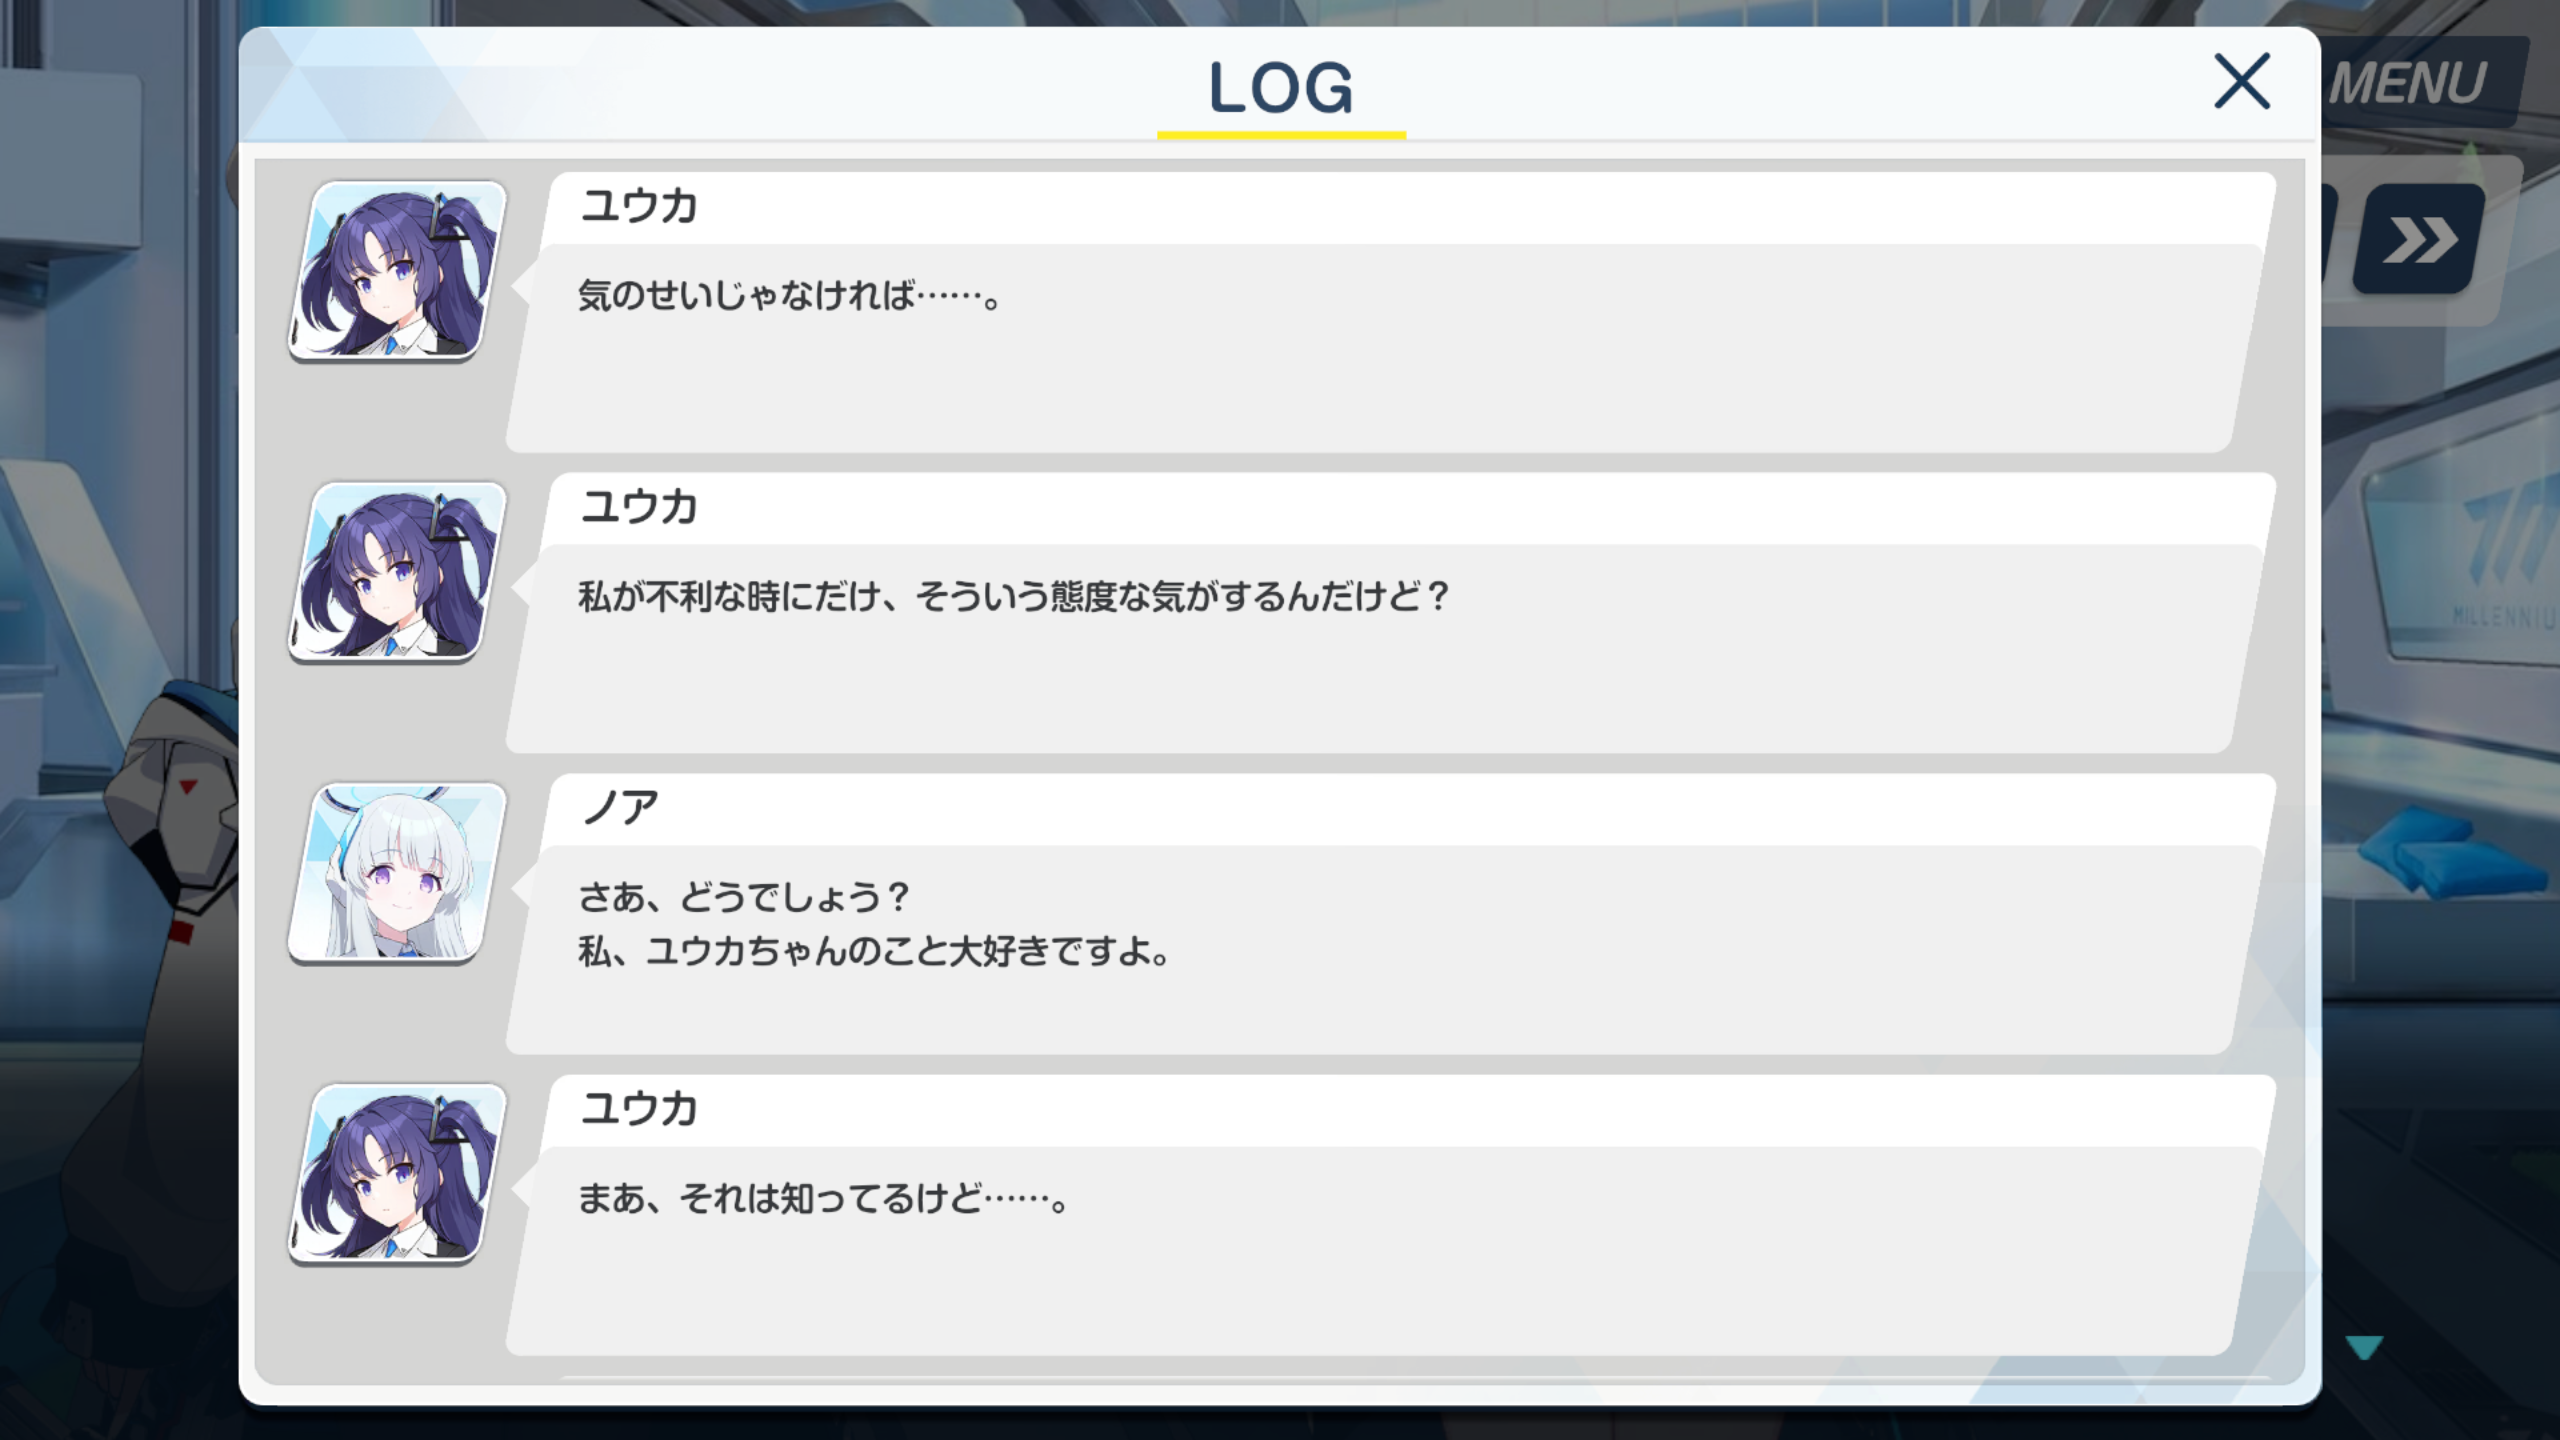 LOG
MENU
ユウカ
気のせいじゃなければ……。
ユウカ
私が不利な時にだけ、そういう態度な気がするんだけど？
ノア
さあ、どうでしょう？
私、ユウカちゃんのこと大好きですよ。
ユウカ
まあ、それは知ってるけど……。